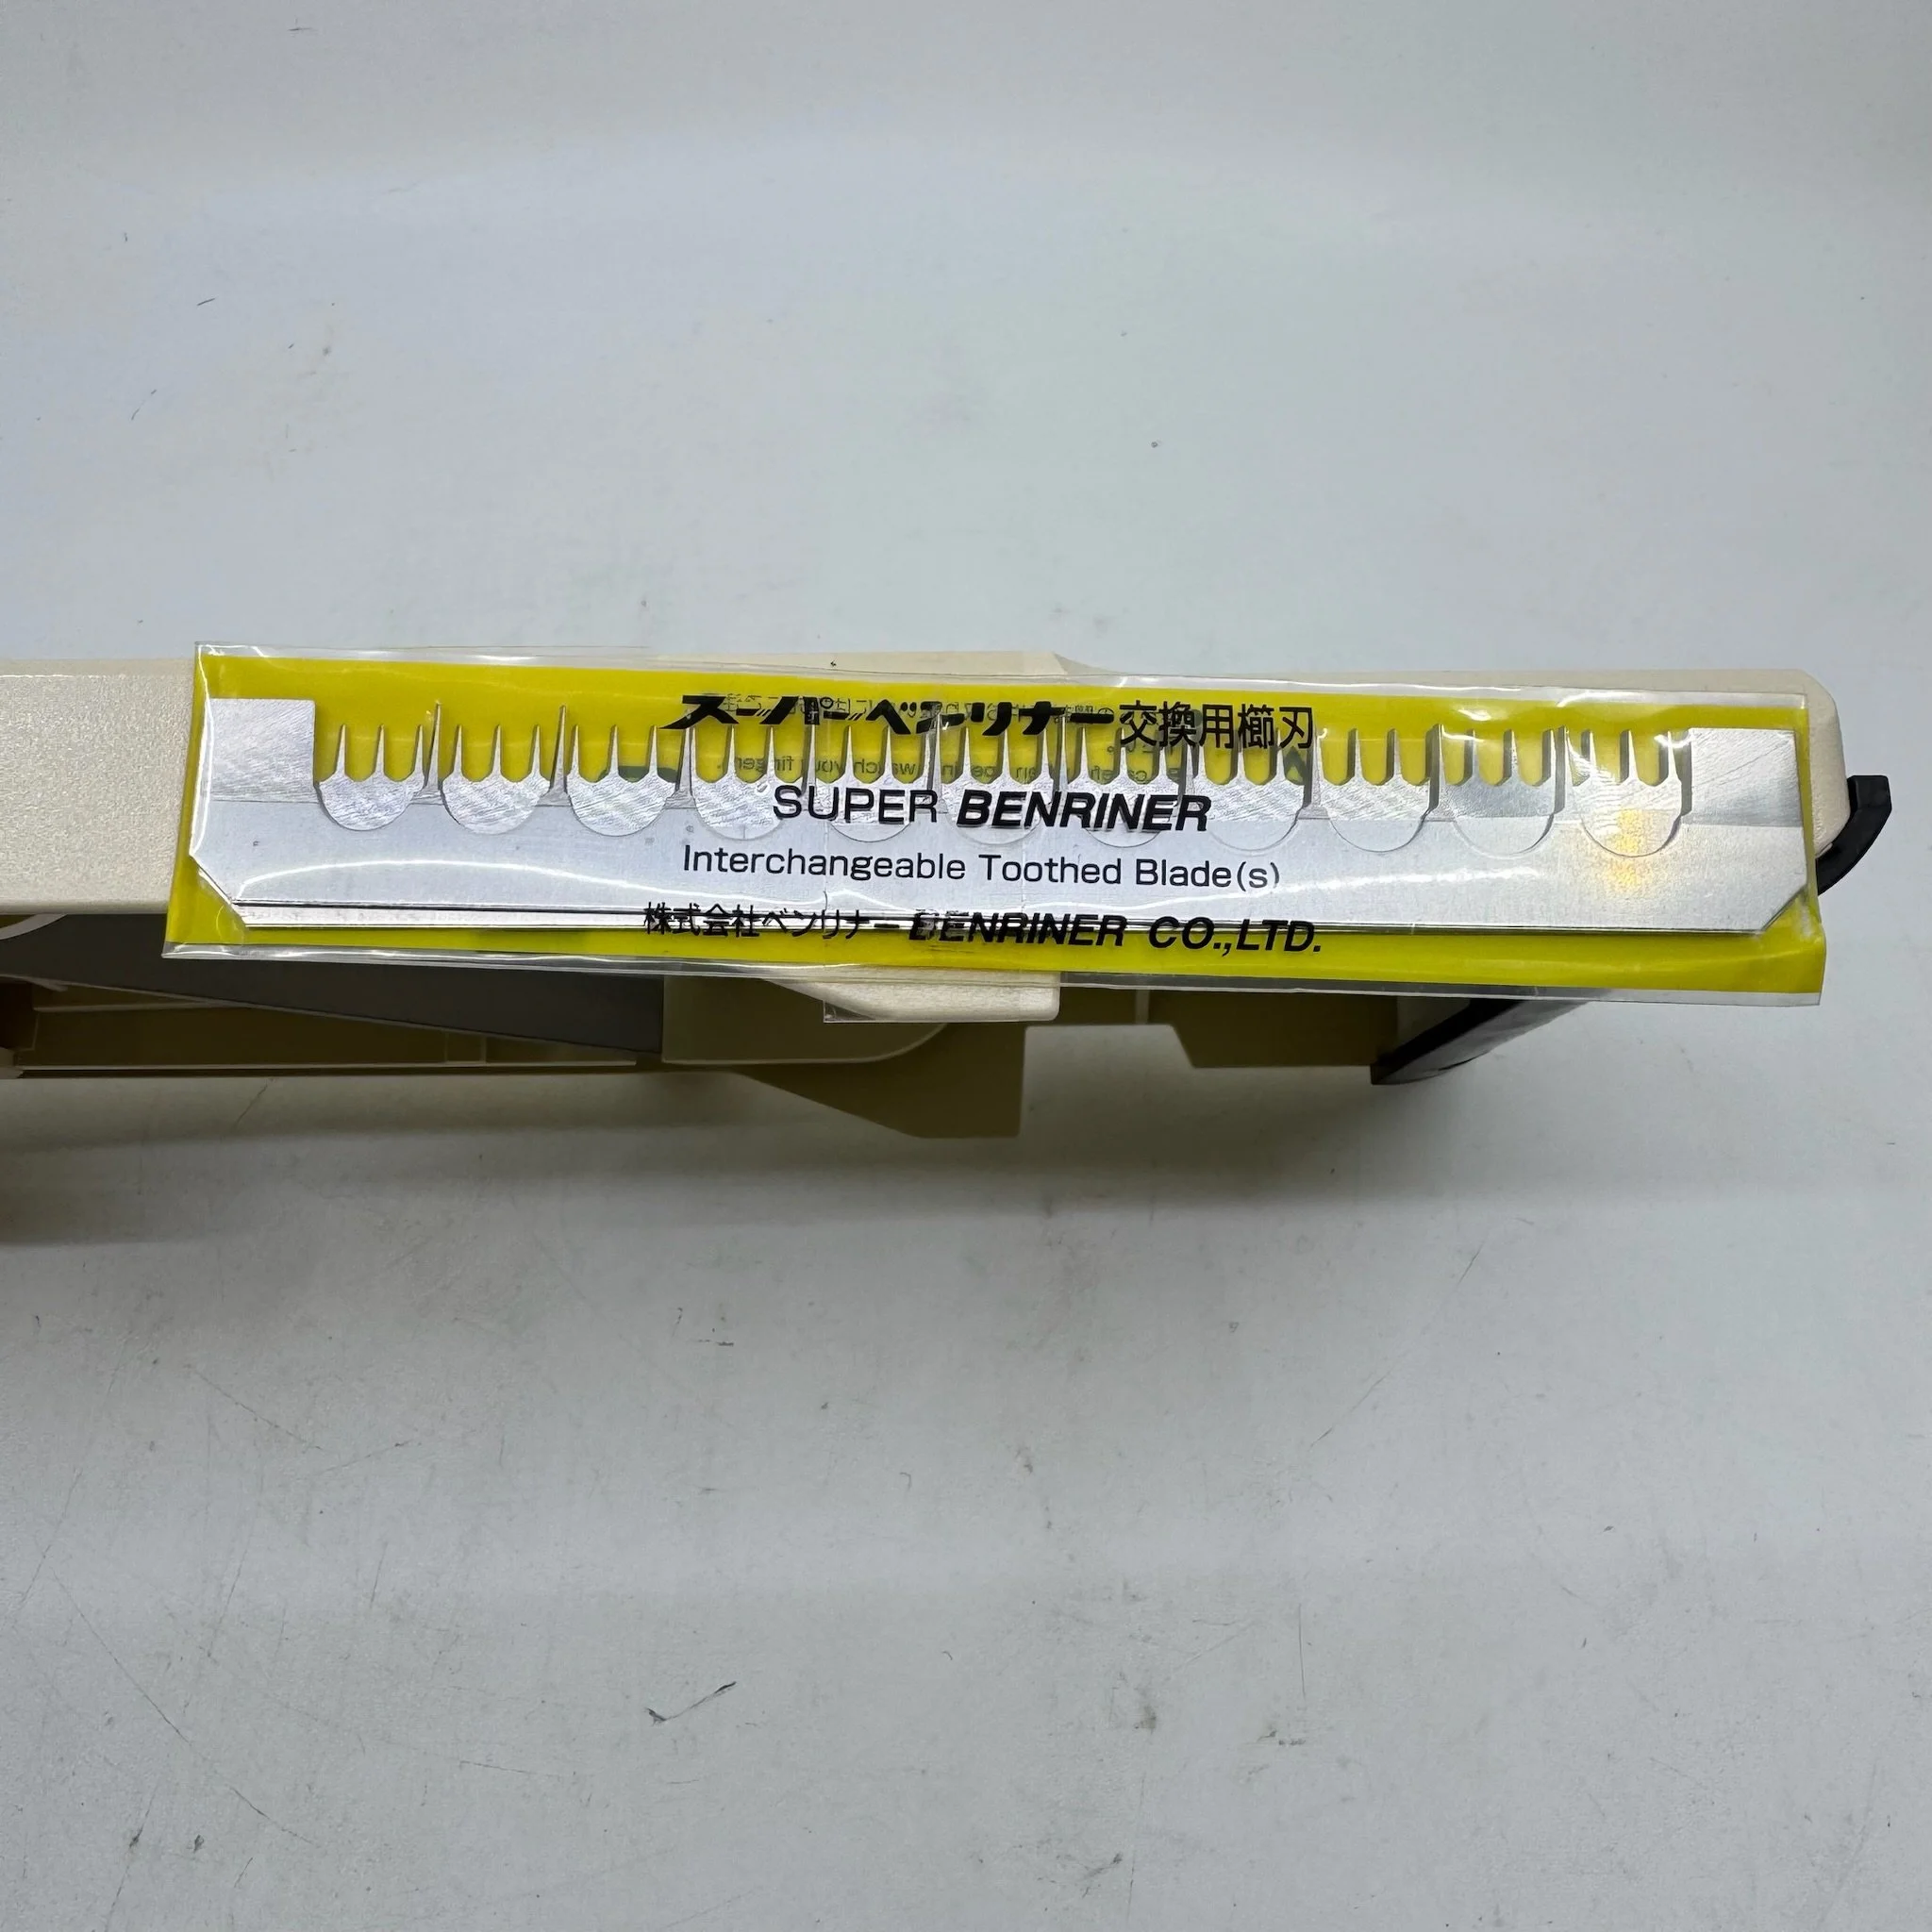 スーパーベンリナー交換用櫛刃
SUPER BENRINER
Interchangeable Toothed Blade(s)
株式会社ベンリナー BENRINER CO.,LTD.